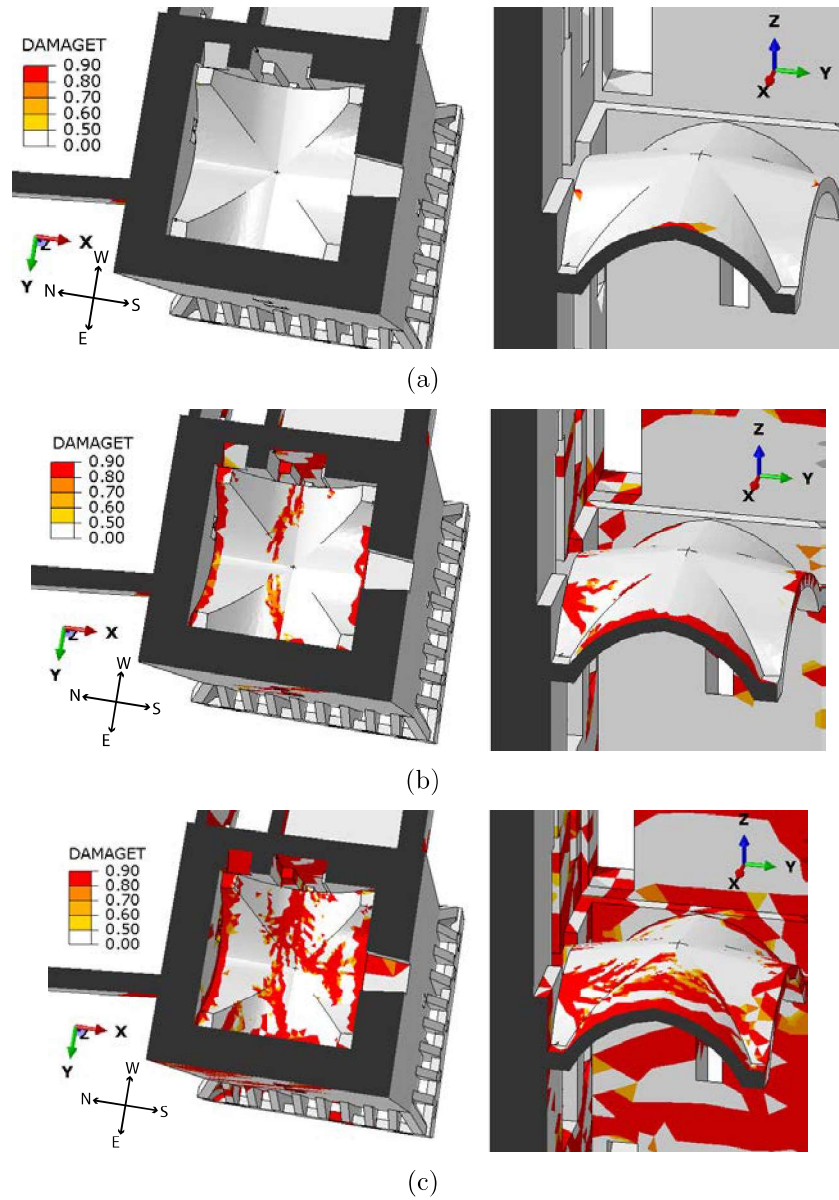 DAMAGET
0.90
0.80
0.70
0.60
0.50
0.00
Z X
Y
W
N S
E
Z
Y
X
(a)
DAMAGET
0.90
0.80
0.70
0.60
0.50
0.00
Z X
Y
W
N S
E
Z
Y
X
(b)
DAMAGET
0.90
0.80
0.70
0.60
0.50
0.00
Z X
Y
W
N S
E
Z
Y
X
(c)